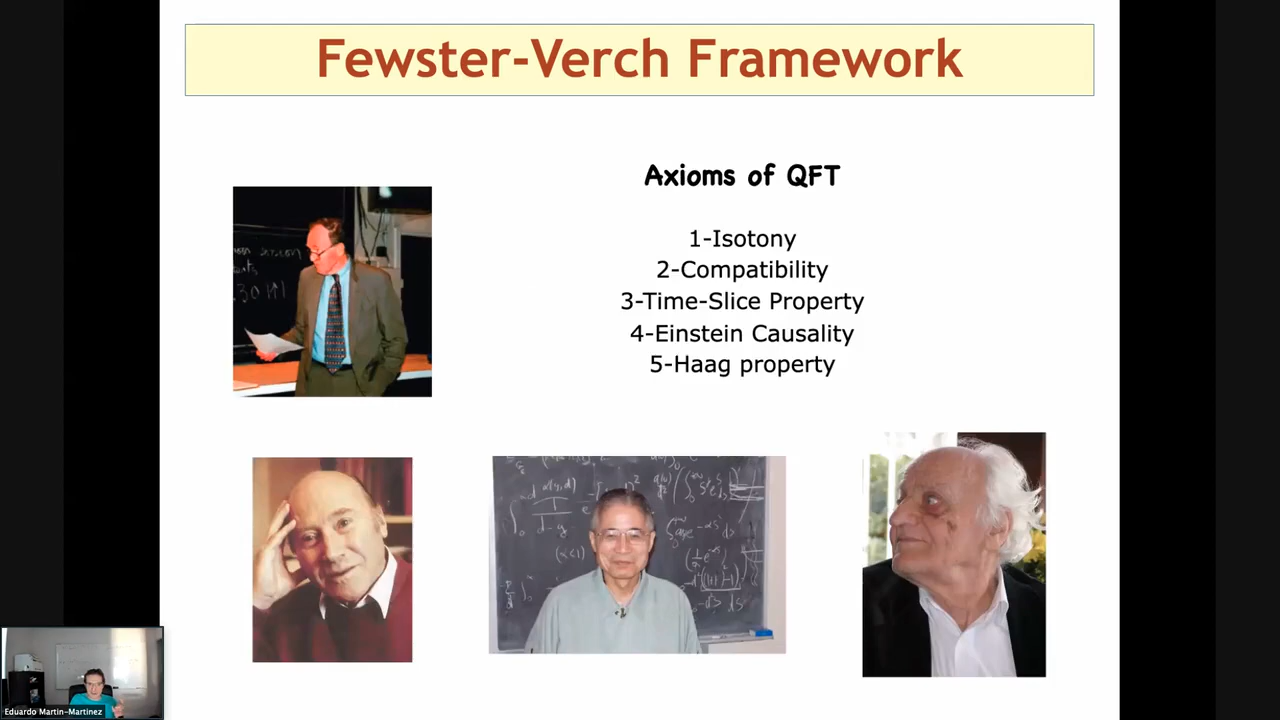 Fewster-Verch Framework
Axioms of QFT
1-Isotony
2-Compatibility
3-Time-Slice Property
4-Einstein Causality
5-Haag property
Eduardo Martin-Martinez